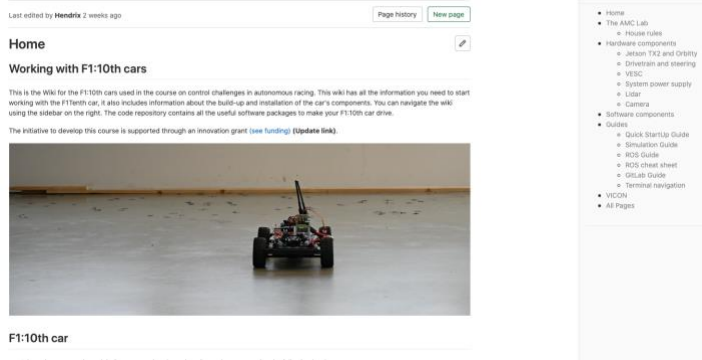 Last edited by Hendrix 2 weeks ago
Page history
New page
Home
Working with F1:10th cars
This is the Wiki for the F1:10th cars used in the course on control challenges in autonomous racing. This wiki has all the information you need to start
working with the F1Tenth car, it also includes information about the build-up and installation of the car's components. You can navigate the wiki
using the sidebar on the right. The code repository contains all the useful software packages to make your F1:10th car drive.
The initiative to develop this course is supported through an innovation grant (see funding) (Update link).
F1:10th car
Home
The AMC Lab
House rules
Hardware components
Jetson TX2 and Orbitty
Drivetrain and steering
VESC
System power supply
Lidar
Camera
Software components
Guides
Quick StartUp Guide
Simulation Guide
ROS Guide
ROS cheat sheet
GitLab Guide
Terminal navigation
VICON
All Pages